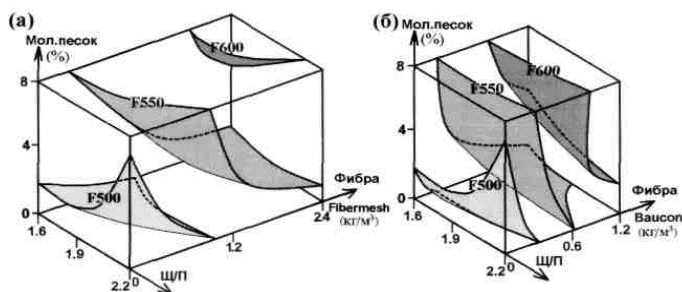 (а)
Мол.песок
(%)
8
4
0
1.6
1.9
2.2
0
Щ/П
1.2
2.4
Фибра
Fibermesh
(кг/м³)
F600
F550
F500
(б)
Мол.песок
(%)
8
4
0
1.6
1.9
2.2
0
Щ/П
0.6
1.2
Фибра
Baucon
(кг/м³)
F600
F550
F500